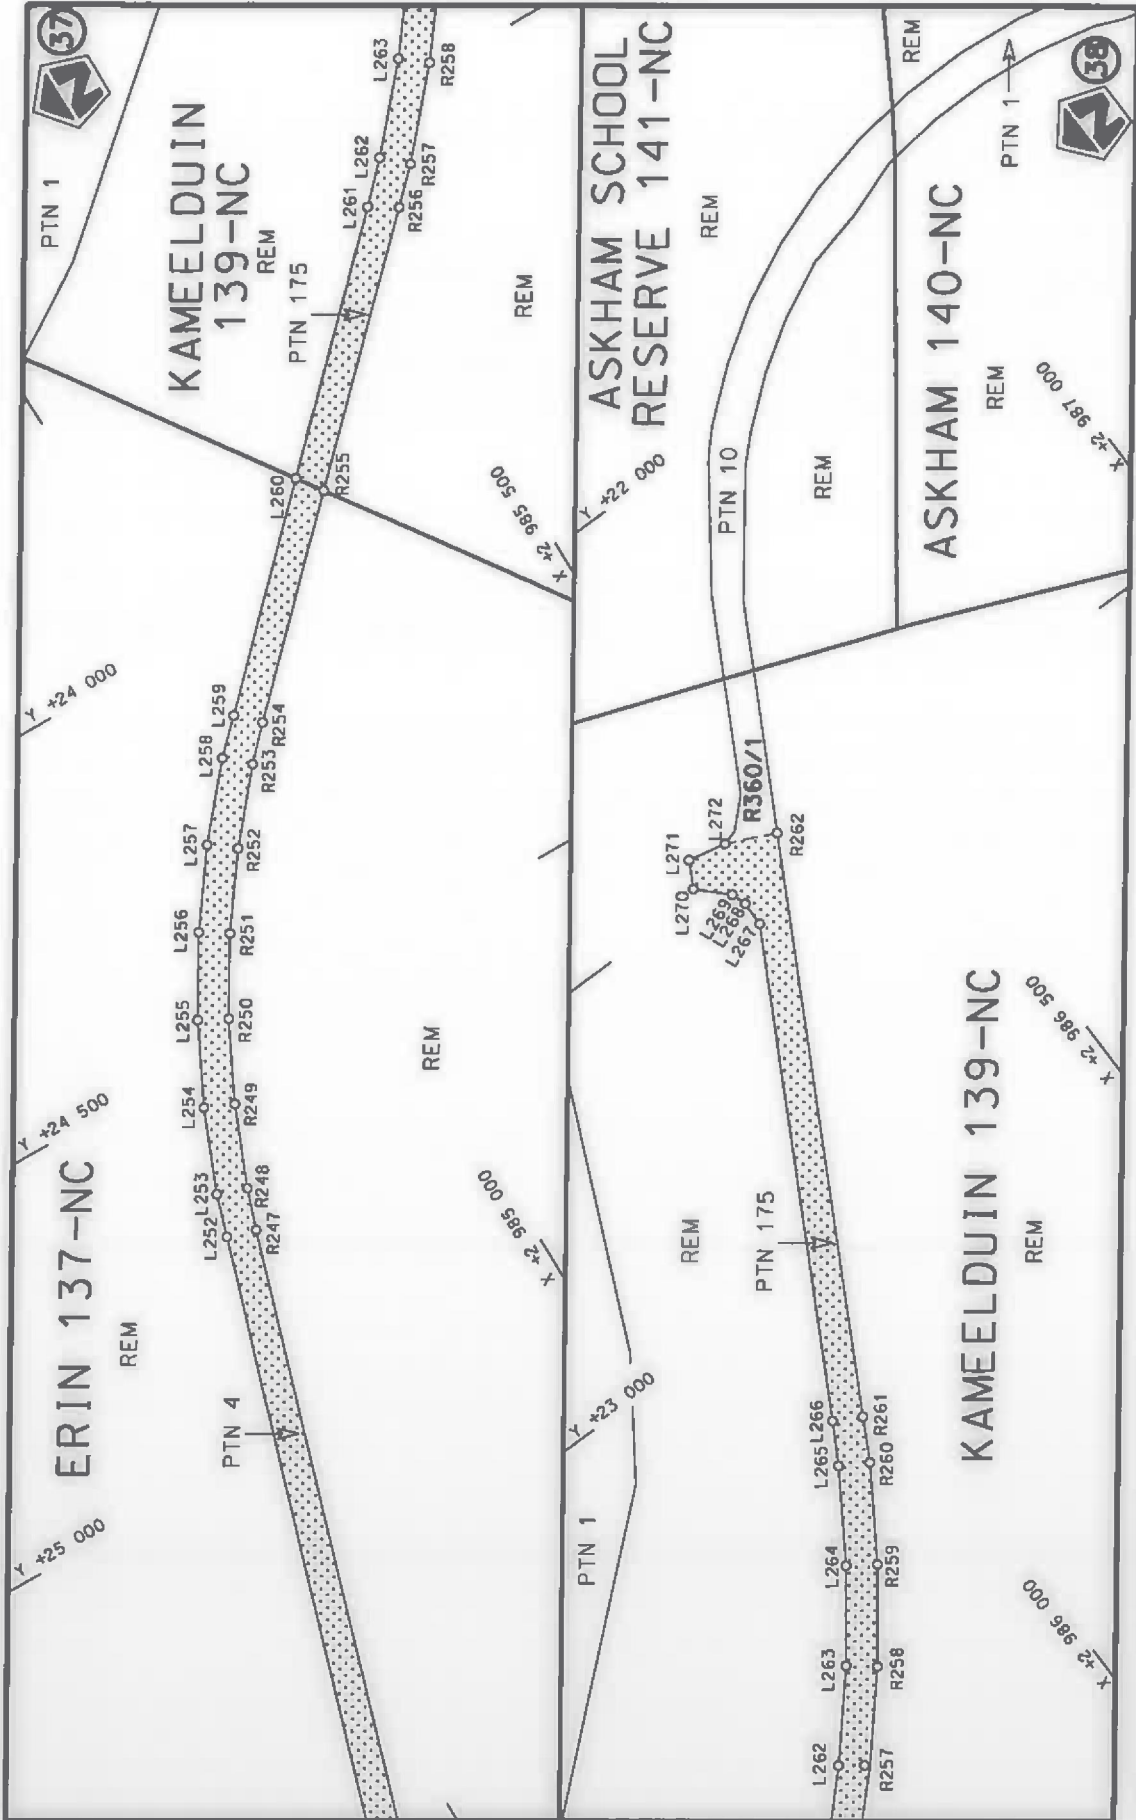 37
PTN 1
KAMEELDUIN
139-NC
REM
PTN 175
L263
R258
L262
R257
L261
R256
REM
L260
R255
X +2 985 500
Y +24 000
L259
R254
L258
R253
L257
R252
L256
R251
L255
R250
REM
L254
R249
Y +24 500
L253
R248
L252
R247
X +2 985 000
ERIN 137-NC
REM
PTN 4
Y +25 000
ASKHAM SCHOOL
RESERVE 141-NC
REM
REM
PTN 1
38
ASKHAM 140-NC
REM
X +2 987 000
PTN 10
REM
Y +22 000
R360/1
L272
R262
L271
L270
L269
L268
L267
KAMEELDUIN 139-NC
REM
X +2 986 500
REM
PTN 175
Y +23 000
L266
R261
L265
R260
PTN 1
L264
R259
L263
R258
X +2 986 000
L262
R257